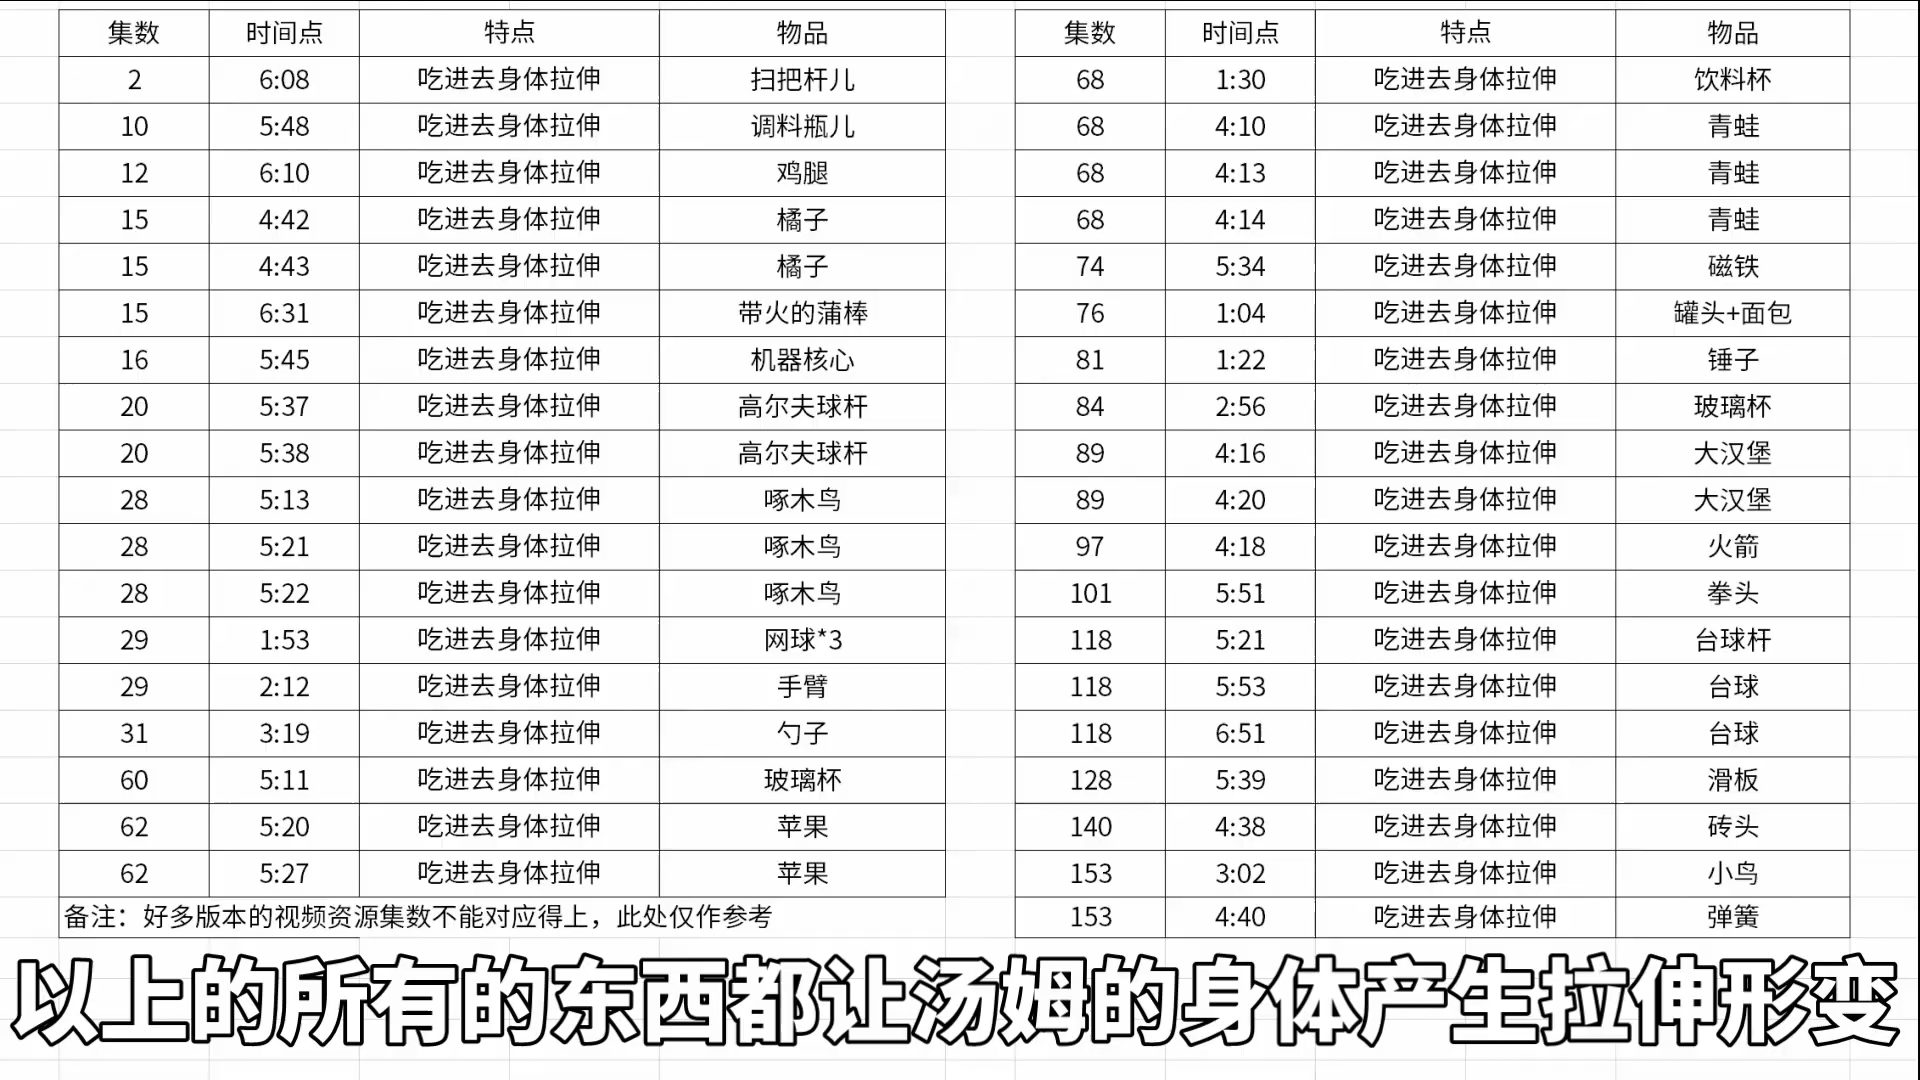 集数 时间点 特点 物品
2 6:08 吃进去身体拉伸 扫把杆儿
10 5:48 吃进去身体拉伸 调料瓶儿
12 6:10 吃进去身体拉伸 鸡腿
15 4:42 吃进去身体拉伸 橘子
15 4:43 吃进去身体拉伸 橘子
15 6:31 吃进去身体拉伸 带火的蒲棒
16 5:45 吃进去身体拉伸 机器核心
20 5:37 吃进去身体拉伸 高尔夫球杆
20 5:38 吃进去身体拉伸 高尔夫球杆
28 5:13 吃进去身体拉伸 啄木鸟
28 5:21 吃进去身体拉伸 啄木鸟
28 5:22 吃进去身体拉伸 啄木鸟
29 1:53 吃进去身体拉伸 网球*3
29 2:12 吃进去身体拉伸 手臂
31 3:19 吃进去身体拉伸 勺子
60 5:11 吃进去身体拉伸 玻璃杯
62 5:20 吃进去身体拉伸 苹果
62 5:27 吃进去身体拉伸 苹果
备注：好多版本的视频资源集数不能对应得上，此处仅作参考
集数 时间点 特点 物品
68 1:30 吃进去身体拉伸 饮料杯
68 4:10 吃进去身体拉伸 青蛙
68 4:13 吃进去身体拉伸 青蛙
68 4:14 吃进去身体拉伸 青蛙
74 5:34 吃进去身体拉伸 磁铁
76 1:04 吃进去身体拉伸 罐头+面包
81 1:22 吃进去身体拉伸 锤子
84 2:56 吃进去身体拉伸 玻璃杯
89 4:16 吃进去身体拉伸 大汉堡
89 4:20 吃进去身体拉伸 大汉堡
97 4:18 吃进去身体拉伸 火箭
101 5:51 吃进去身体拉伸 拳头
118 5:21 吃进去身体拉伸 台球杆
118 5:53 吃进去身体拉伸 台球
118 6:51 吃进去身体拉伸 台球
128 5:39 吃进去身体拉伸 滑板
140 4:38 吃进去身体拉伸 砖头
153 3:02 吃进去身体拉伸 小鸟
153 4:40 吃进去身体拉伸 弹簧
以上的所有的东西都让汤姆的身体产生拉伸形变